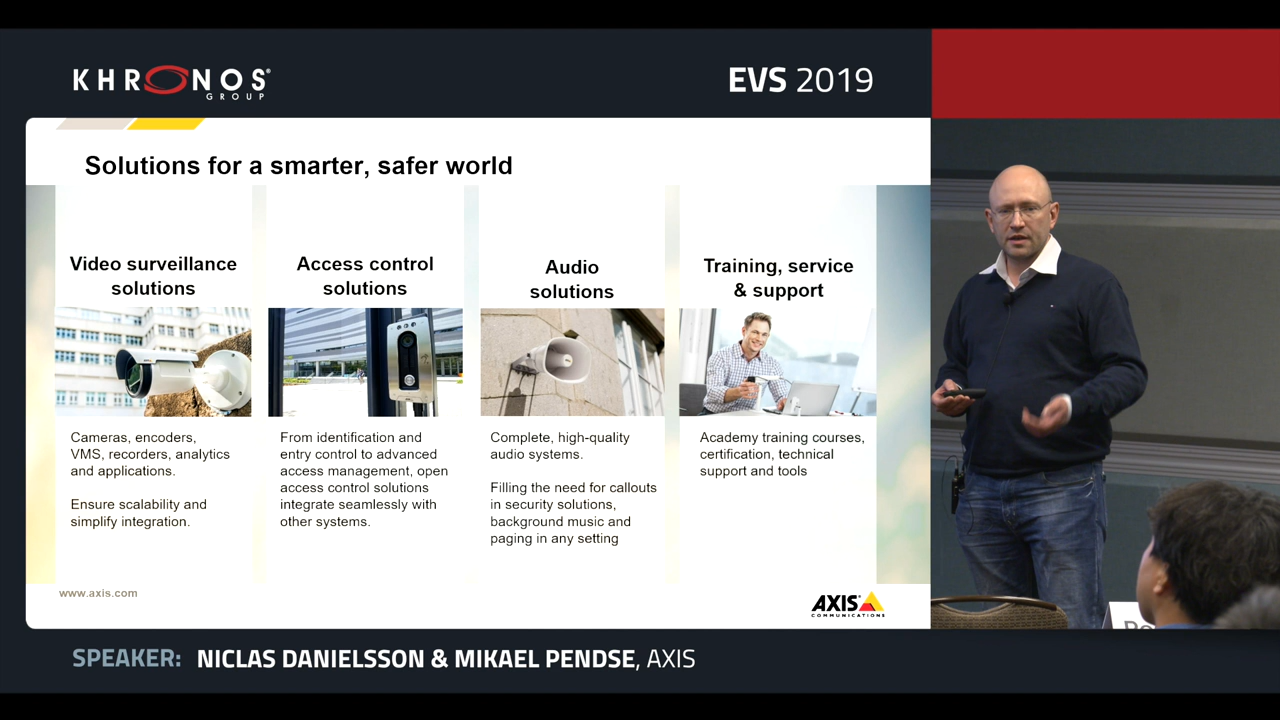 KHRONOS
GROUP
EVS 2019
Solutions for a smarter, safer world
Video surveillance
solutions
Cameras, encoders,
VMS, recorders, analytics
and applications.
Ensure scalability and
simplify integration.
Access control
solutions
From identification and
entry control to advanced
access management, open
access control solutions
integrate seamlessly with
other systems.
Audio
solutions
Complete, high-quality
audio systems.
Filling the need for callouts
in security solutions,
background music and
paging in any setting
Training, service
& support
Academy training courses,
certification, technical
support and tools
www.axis.com
AXIS
COMMUNICATIONS
SPEAKER: NICLAS DANIELSSON & MIKAEL PENDSE, AXIS